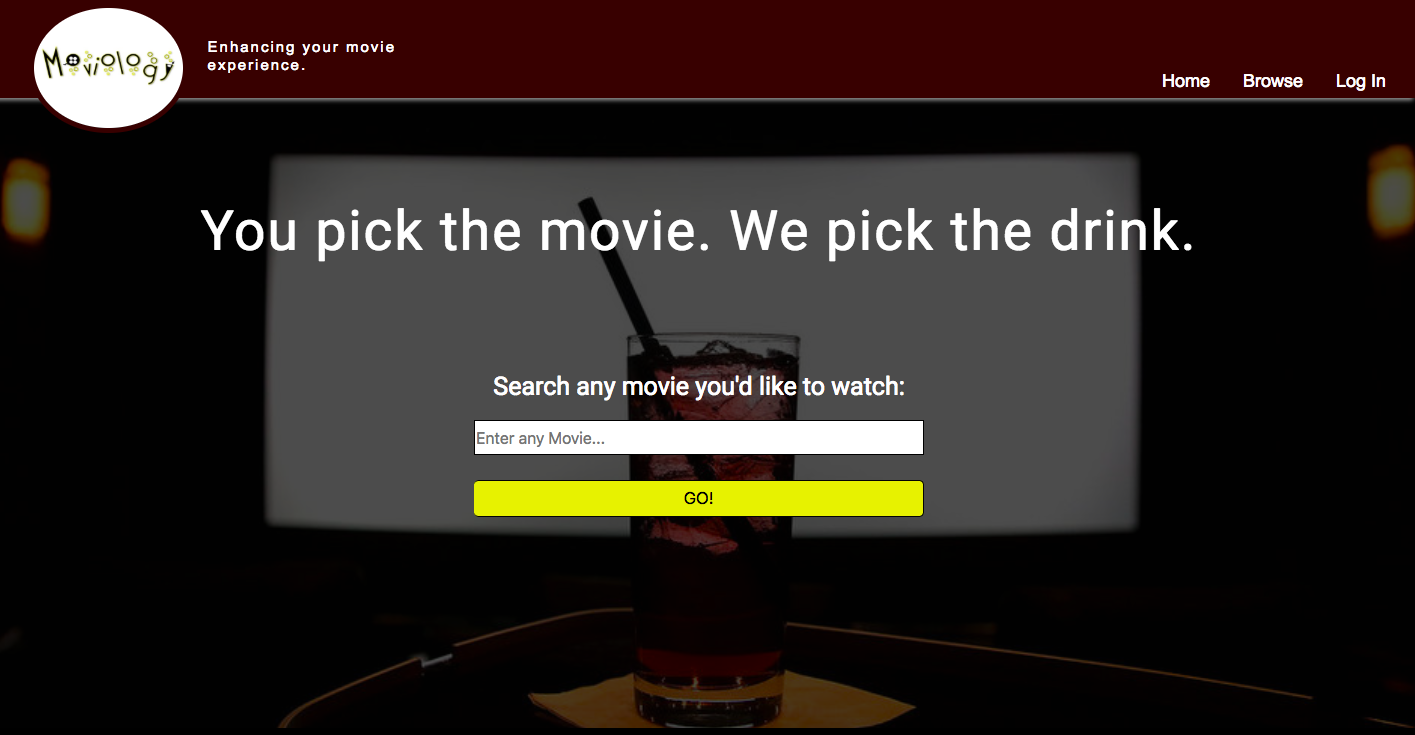 Moviology
Enhancing your movie
experience.
Home Browse Log In
You pick the movie. We pick the drink.
Search any movie you'd like to watch:
Enter any Movie...
GO!